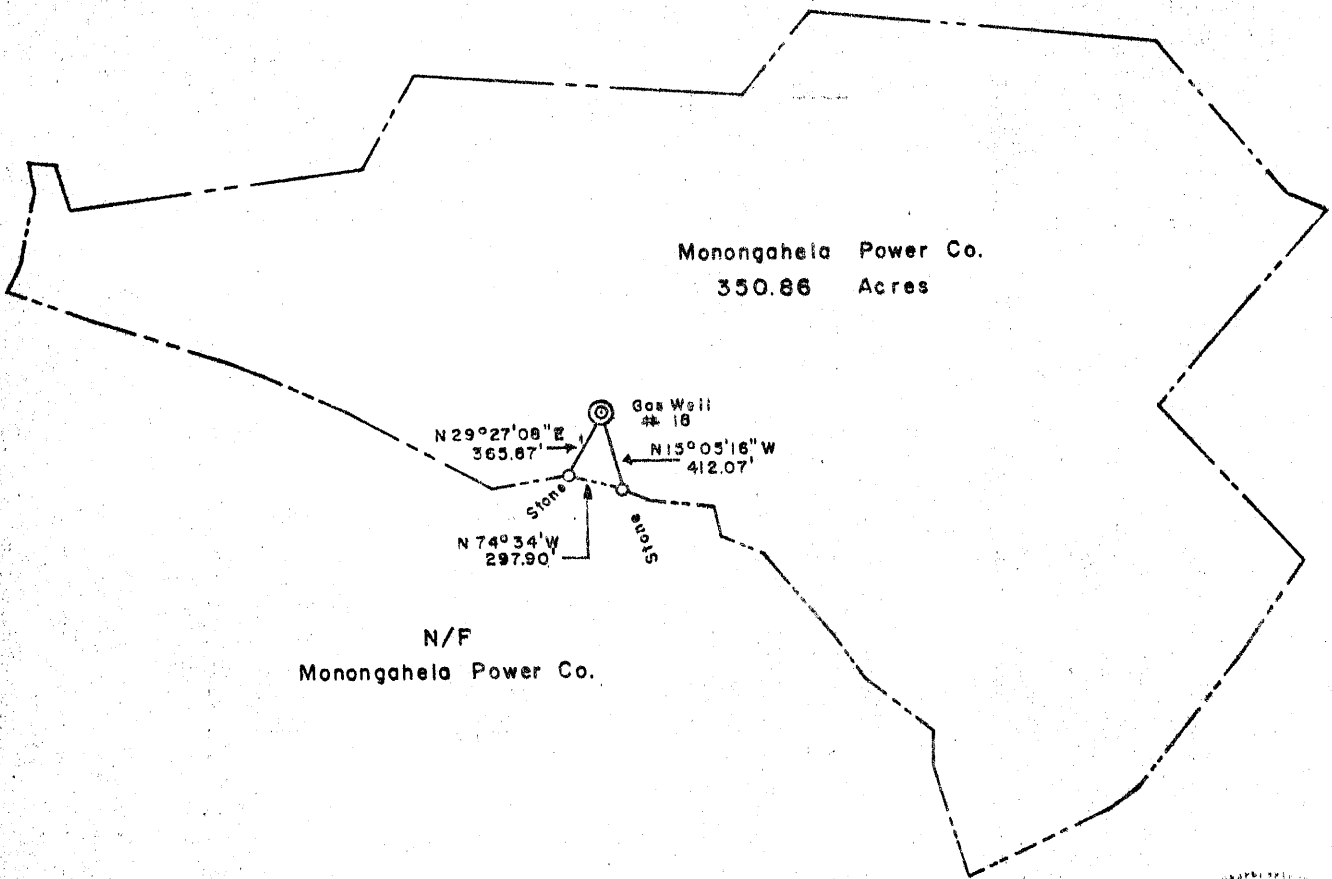 Monongahela Power Co.
350.86 Acres
Gas Well
# 18
N 29°27'08" E
365.87'
N 15°05'16" W
412.07'
Stone
Stone
N 74°34' W
297.90'
N/F
Monongahela Power Co.